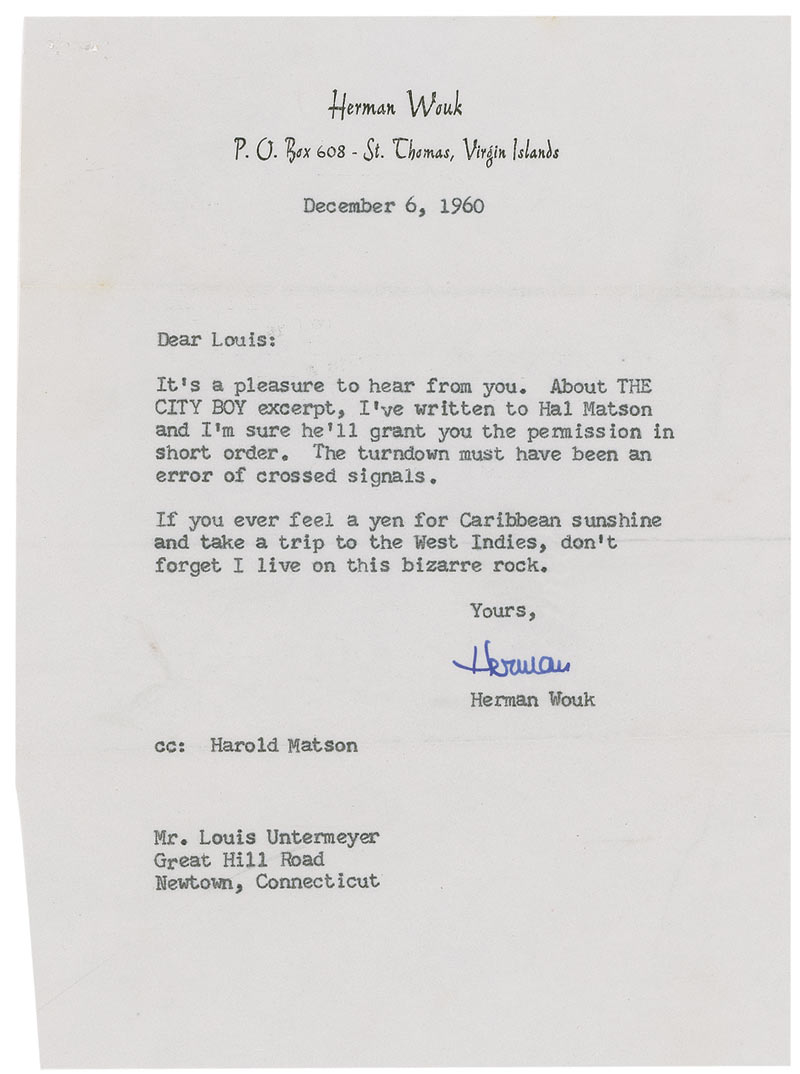 Herman Wouk
P. O. Box 608 - St. Thomas, Virgin Islands
December 6, 1960
Dear Louis:
It's a pleasure to hear from you. About THE
CITY BOY excerpt, I've written to Hal Matson
and I'm sure he'll grant you the permission in
short order. The turndown must have been an
error of crossed signals.
If you ever feel a yen for Caribbean sunshine
and take a trip to the West Indies, don't
forget I live on this bizarre rock.
Yours,
Herman
Herman Wouk
cc: Harold Matson
Mr. Louis Untermeyer
Great Hill Road
Newtown, Connecticut